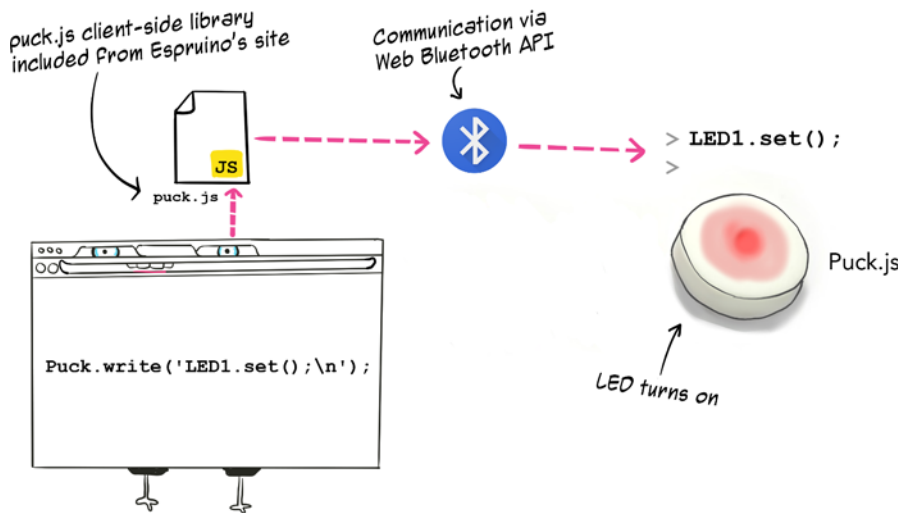 puck.js client-side library
included from Espruino's site
Communication via
Web Bluetooth API
JS
puck.js
> LED1.set();
>
Puck.js
Puck.write('LED1.set();\n');
LED turns on